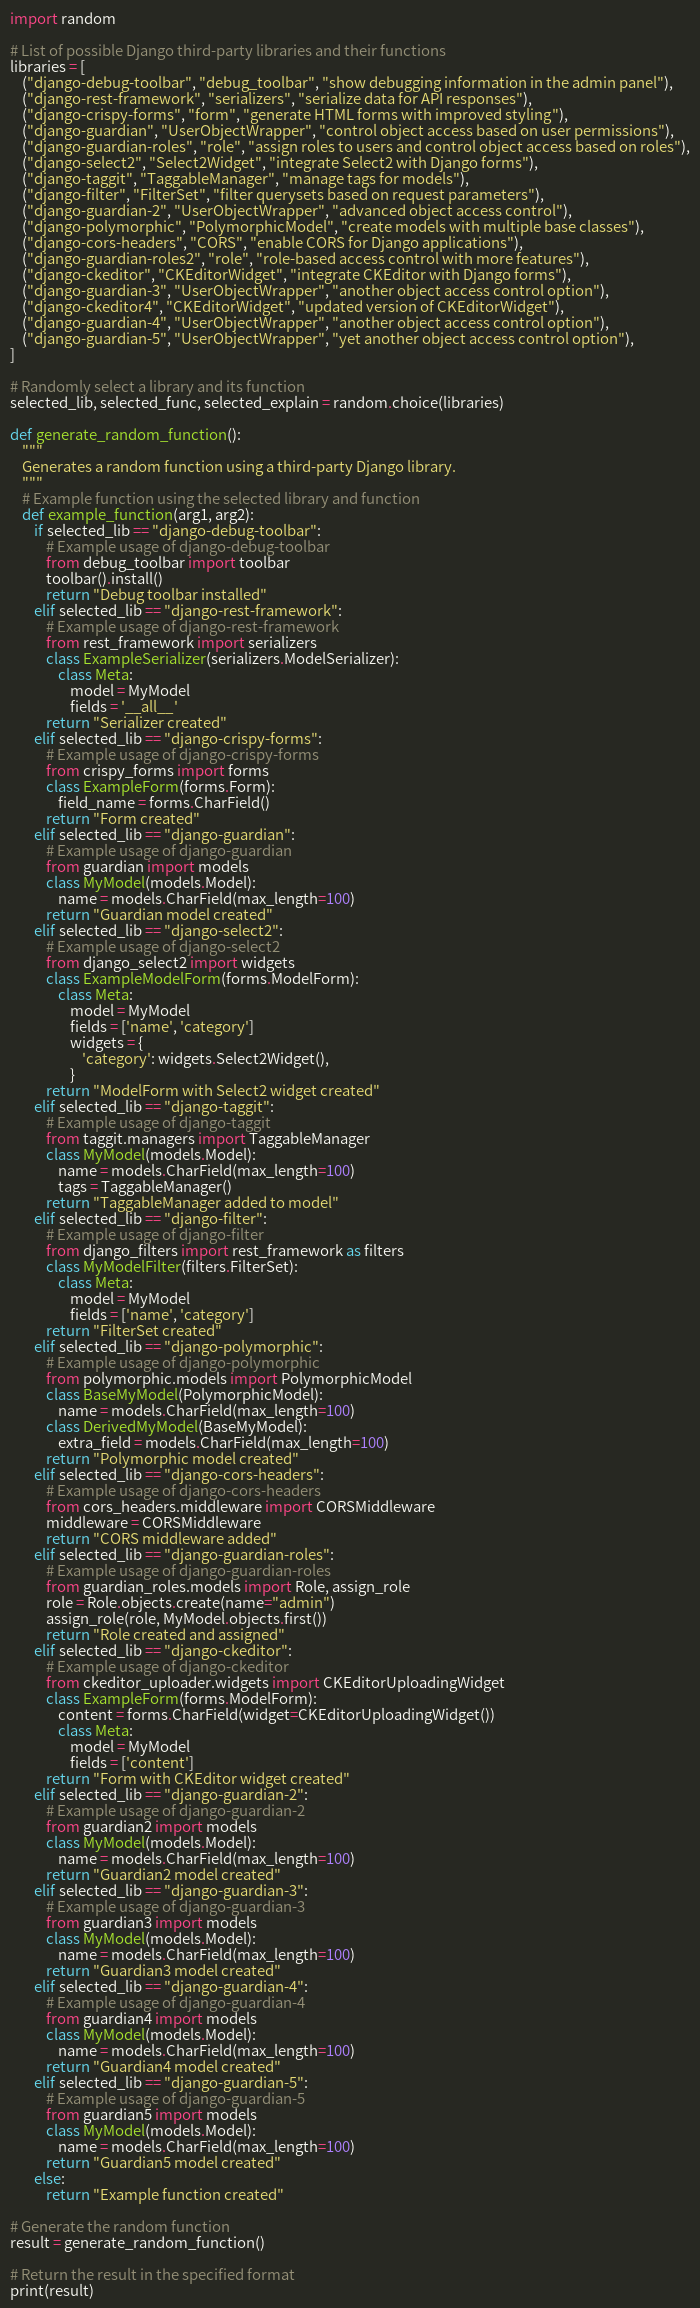 import random

# List of possible Django third-party libraries and their functions
libraries = [
    ("django-debug-toolbar", "debug_toolbar", "show debugging information in the admin panel"),
    ("django-rest-framework", "serializers", "serialize data for API responses"),
    ("django-crispy-forms", "form", "generate HTML forms with improved styling"),
    ("django-guardian", "UserObjectWrapper", "control object access based on user permissions"),
    ("django-guardian-roles", "role", "assign roles to users and control object access based on roles"),
    ("django-select2", "Select2Widget", "integrate Select2 with Django forms"),
    ("django-taggit", "TaggableManager", "manage tags for models"),
    ("django-filter", "FilterSet", "filter querysets based on request parameters"),
    ("django-guardian-2", "UserObjectWrapper", "advanced object access control"),
    ("django-polymorphic", "PolymorphicModel", "create models with multiple base classes"),
    ("django-cors-headers", "CORS", "enable CORS for Django applications"),
    ("django-guardian-roles2", "role", "role-based access control with more features"),
    ("django-ckeditor", "CKEditorWidget", "integrate CKEditor with Django forms"),
    ("django-guardian-3", "UserObjectWrapper", "another object access control option"),
    ("django-ckeditor4", "CKEditorWidget", "updated version of CKEditorWidget"),
    ("django-guardian-4", "UserObjectWrapper", "another object access control option"),
    ("django-guardian-5", "UserObjectWrapper", "yet another object access control option"),
]

# Randomly select a library and its function
selected_lib, selected_func, selected_explain = random.choice(libraries)

def generate_random_function():
    """
    Generates a random function using a third-party Django library.
    """
    # Example function using the selected library and function
    def example_function(arg1, arg2):
        if selected_lib == "django-debug-toolbar":
            # Example usage of django-debug-toolbar
            from debug_toolbar import toolbar
            toolbar().install()
            return "Debug toolbar installed"
        elif selected_lib == "django-rest-framework":
            # Example usage of django-rest-framework
            from rest_framework import serializers
            class ExampleSerializer(serializers.ModelSerializer):
                class Meta:
                    model = MyModel
                    fields = '__all__'
            return "Serializer created"
        elif selected_lib == "django-crispy-forms":
            # Example usage of django-crispy-forms
            from crispy_forms import forms
            class ExampleForm(forms.Form):
                field_name = forms.CharField()
            return "Form created"
        elif selected_lib == "django-guardian":
            # Example usage of django-guardian
            from guardian import models
            class MyModel(models.Model):
                name = models.CharField(max_length=100)
            return "Guardian model created"
        elif selected_lib == "django-select2":
            # Example usage of django-select2
            from django_select2 import widgets
            class ExampleModelForm(forms.ModelForm):
                class Meta:
                    model = MyModel
                    fields = ['name', 'category']
                    widgets = {
                        'category': widgets.Select2Widget(),
                    }
            return "ModelForm with Select2 widget created"
        elif selected_lib == "django-taggit":
            # Example usage of django-taggit
            from taggit.managers import TaggableManager
            class MyModel(models.Model):
                name = models.CharField(max_length=100)
                tags = TaggableManager()
            return "TaggableManager added to model"
        elif selected_lib == "django-filter":
            # Example usage of django-filter
            from django_filters import rest_framework as filters
            class MyModelFilter(filters.FilterSet):
                class Meta:
                    model = MyModel
                    fields = ['name', 'category']
            return "FilterSet created"
        elif selected_lib == "django-polymorphic":
            # Example usage of django-polymorphic
            from polymorphic.models import PolymorphicModel
            class BaseMyModel(PolymorphicModel):
                name = models.CharField(max_length=100)
            class DerivedMyModel(BaseMyModel):
                extra_field = models.CharField(max_length=100)
            return "Polymorphic model created"
        elif selected_lib == "django-cors-headers":
            # Example usage of django-cors-headers
            from cors_headers.middleware import CORSMiddleware
            middleware = CORSMiddleware
            return "CORS middleware added"
        elif selected_lib == "django-guardian-roles":
            # Example usage of django-guardian-roles
            from guardian_roles.models import Role, assign_role
            role = Role.objects.create(name="admin")
            assign_role(role, MyModel.objects.first())
            return "Role created and assigned"
        elif selected_lib == "django-ckeditor":
            # Example usage of django-ckeditor
            from ckeditor_uploader.widgets import CKEditorUploadingWidget
            class ExampleForm(forms.ModelForm):
                content = forms.CharField(widget=CKEditorUploadingWidget())
                class Meta:
                    model = MyModel
                    fields = ['content']
            return "Form with CKEditor widget created"
        elif selected_lib == "django-guardian-2":
            # Example usage of django-guardian-2
            from guardian2 import models
            class MyModel(models.Model):
                name = models.CharField(max_length=100)
            return "Guardian2 model created"
        elif selected_lib == "django-guardian-3":
            # Example usage of django-guardian-3
            from guardian3 import models
            class MyModel(models.Model):
                name = models.CharField(max_length=100)
            return "Guardian3 model created"
        elif selected_lib == "django-guardian-4":
            # Example usage of django-guardian-4
            from guardian4 import models
            class MyModel(models.Model):
                name = models.CharField(max_length=100)
            return "Guardian4 model created"
        elif selected_lib == "django-guardian-5":
            # Example usage of django-guardian-5
            from guardian5 import models
            class MyModel(models.Model):
                name = models.CharField(max_length=100)
            return "Guardian5 model created"
        else:
            return "Example function created"

# Generate the random function
result = generate_random_function()

# Return the result in the specified format
print(result)